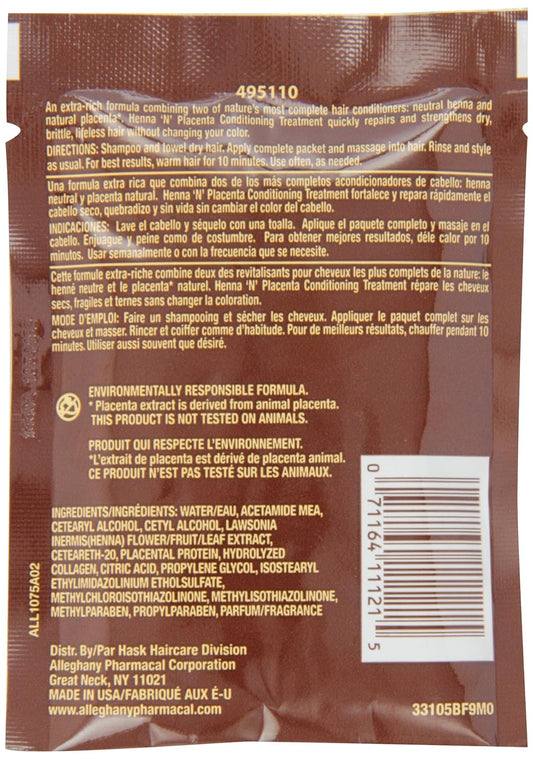 495110
An extra-rich formula combining two of nature's most complete hair conditioners: neutral henna and
natural placenta*. Henna 'N' Placenta Conditioning Treatment quickly repairs and strengthens dry,
brittle, lifeless hair without changing your color.
DIRECTIONS: Shampoo and towel dry hair. Apply complete packet and massage into hair. Rinse and style
as usual. For best results, warm hair for 10 minutes. Use often, as needed.
Una formula extra rica que combina dos de los más completos acondicionadores de cabello: henna
neutral y placenta natural. Henna 'N' Placenta Conditioning Treatment fortalece y repara rápidamente el
cabello seco, quebradizo y sin vida sin cambiar el color del cabello.
INDICACIONES: Lave el cabello y séquelo con una toalla. Aplique el paquete completo y masaje en el
cabello. Enjuague y peine como de costumbre. Para obtener mejores resultados, déle calor por 10
minutos. Usar semanalmente o con la frecuencia que se necesite.
Cette formule extra-riche combine deux des revitalisants pour cheveux les plus complets de la nature: le
henné neutre et le placenta* naturel. Henna 'N' Placenta Conditioning Treatment répare les cheveux
secs, fragiles et ternes sans changer la coloration.
MODE D'EMPLOI: Faire un shampooing et sécher les cheveux. Appliquer le paquet complet sur les
cheveux et masser. Rincer et coiffer comme d'habitude. Pour de meilleurs résultats, chauffer pendant 10
minutes. Utiliser aussi souvent que désiré.
ENVIRONMENTALLY RESPONSIBLE FORMULA.
* Placenta extract is derived from animal placenta.
THIS PRODUCT IS NOT TESTED ON ANIMALS.
PRODUIT QUI RESPECTE L'ENVIRONNEMENT.
*L'extrait de placenta est dérivé de placenta animal.
CE PRODUIT N'EST PAS TESTÉ SUR LES ANIMAUX.
INGREDIENTS/INGRÉDIENTS: WATER/EAU, ACETAMIDE MEA,
CETEARYL ALCOHOL, CETYL ALCOHOL, LAWSONIA
INERMIS(HENNA) FLOWER/FRUIT/LEAF EXTRACT,
CETEARETH-20, PLACENTAL PROTEIN, HYDROLYZED
COLLAGEN, CITRIC ACID, PROPYLENE GLYCOL, ISOSTEARYL
ETHYLIMIDAZOLINIUM ETHOLSULFATE,
METHYLCHLOROISOTHIAZOLINONE, METHYLISOTHIAZOLINONE,
METHYLPARABEN, PROPYLPARABEN, PARFUM/FRAGRANCE
ALL1075A02
Distr. By/Par Hask Haircare Division
Alleghany Pharmacal Corporation
Great Neck, NY 11021
MADE IN USA/FABRIQUÉ AUX É-U
www.alleghanypharmacal.com
0 71164 11121 5
33105BF9M0